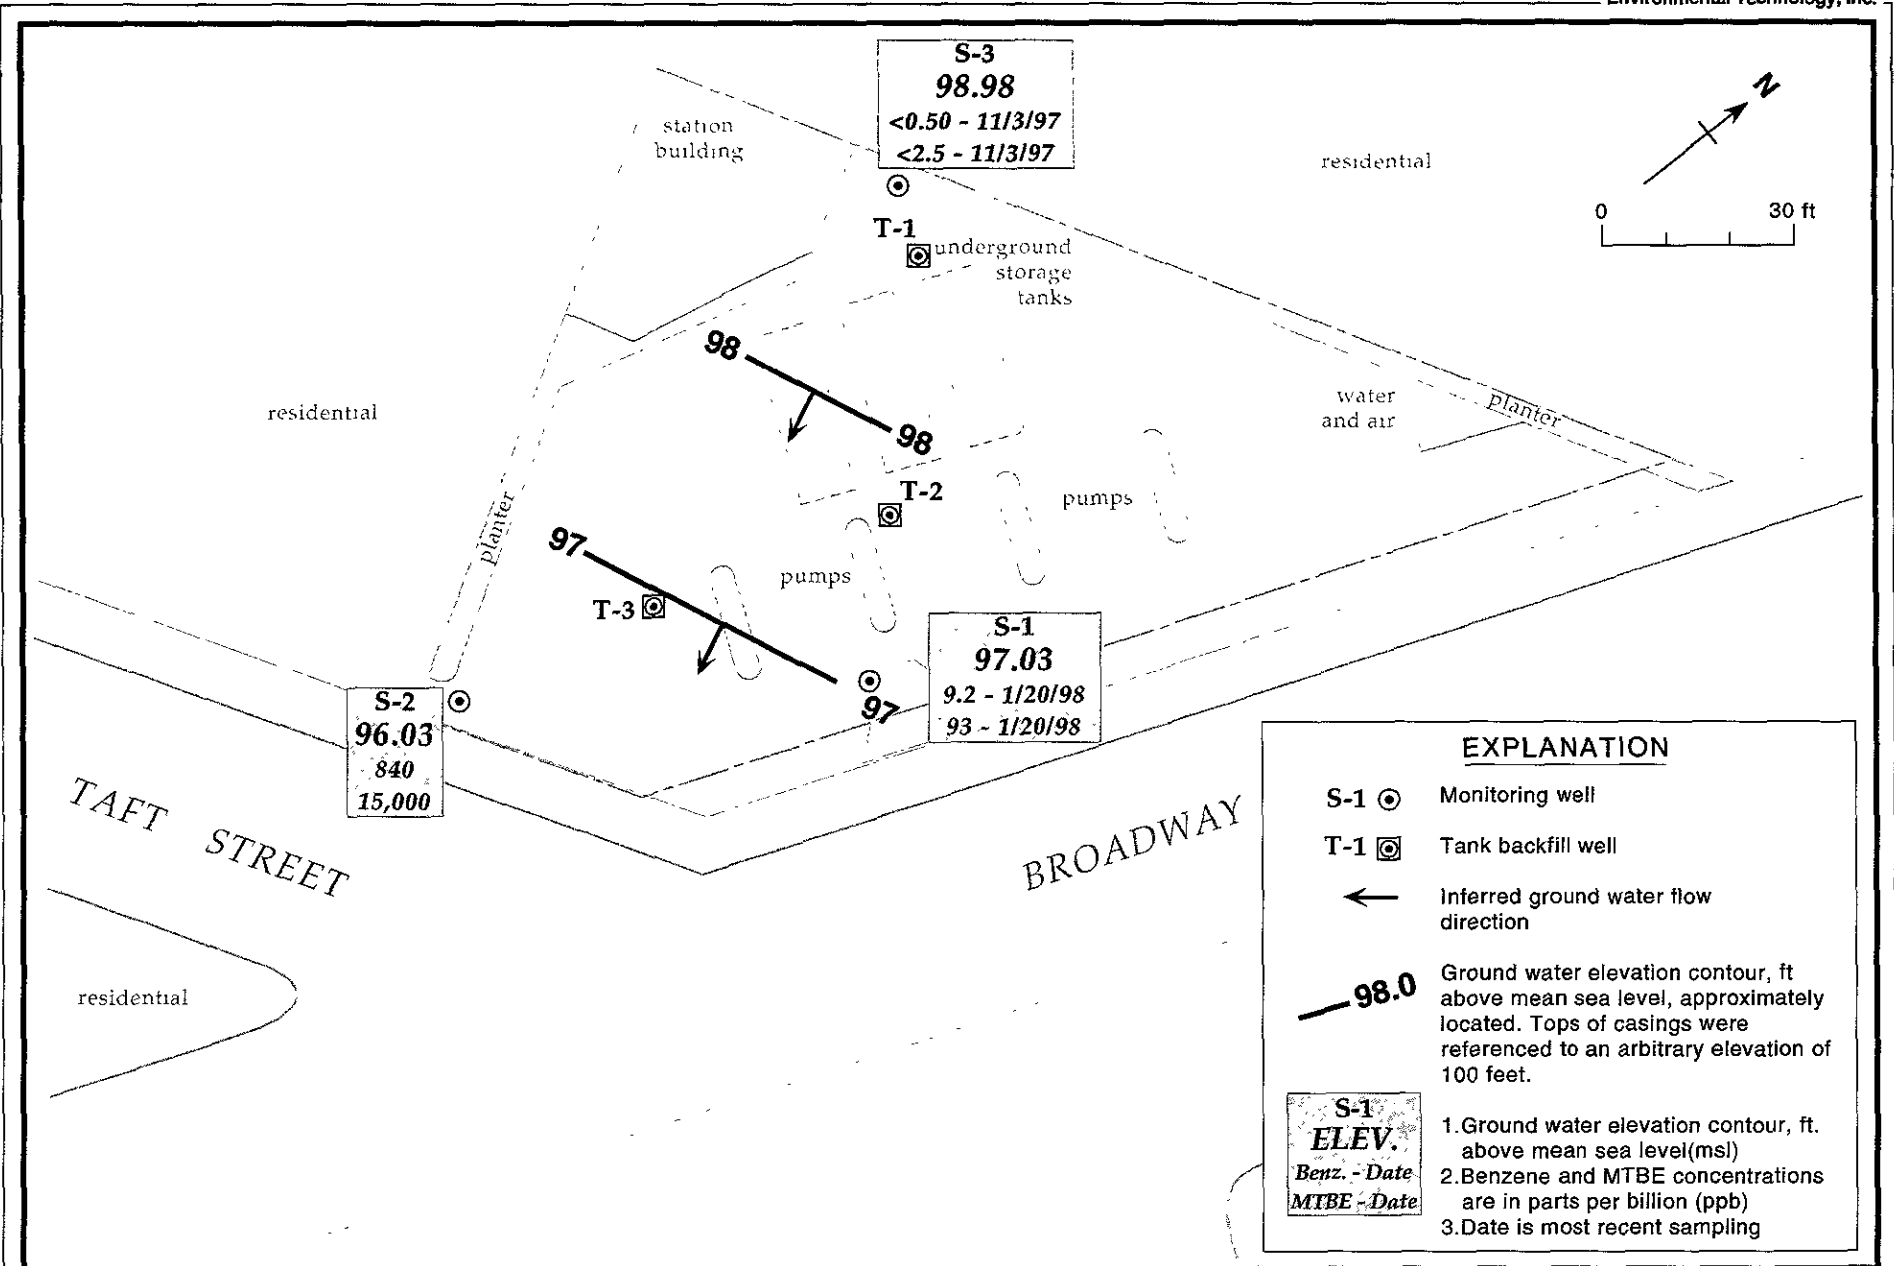 Environmental Technology, Inc.
S-3
98.98
<0.50 - 11/3/97
<2.5 - 11/3/97
N
station
building
residential
0 30 ft
T-1
underground
storage
tanks
98
98
residential
water
and air
planter
T-2
pumps
planter
97
pumps
T-3
S-1
97.03
9.2 - 1/20/98
93 - 1/20/98
97
S-2
96.03
840
15,000
TAFT STREET
BROADWAY
residential
EXPLANATION
S-1 Monitoring well
T-1 Tank backfill well
Inferred ground water flow
direction
98.0
Ground water elevation contour, ft
above mean sea level, approximately
located. Tops of casings were
referenced to an arbitrary elevation of
100 feet.
S-1
ELEV.
Benz. - Date
MTBE - Date
1.Ground water elevation contour, ft.
above mean sea level(msl)
2.Benzene and MTBE concentrations
are in parts per billion (ppb)
3.Date is most recent sampling